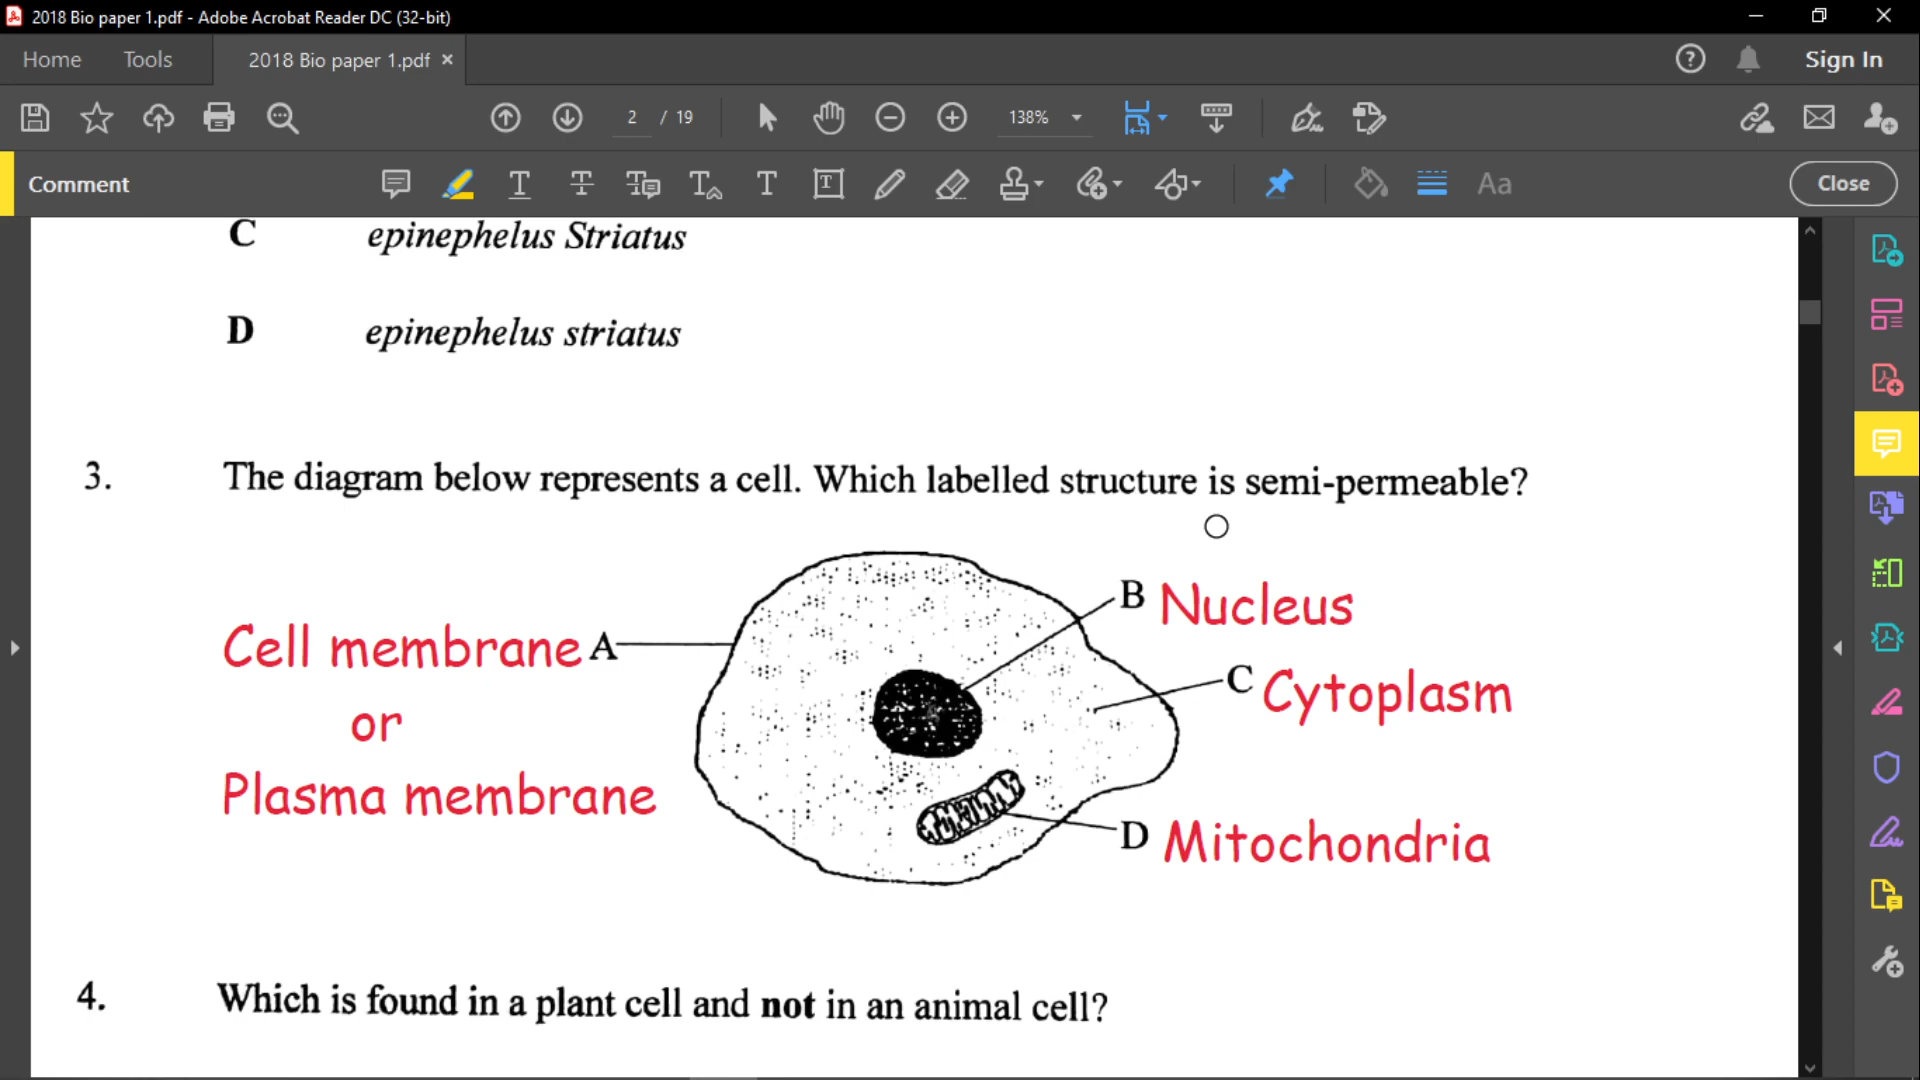 2018 Bio paper 1.pdf - Adobe Acrobat Reader DC (32-bit)
Home Tools 2018 Bio paper 1.pdf × Sign In
2 / 19 138%
Comment Close
C epinephelus Striatus
D epinephelus striatus
3. The diagram below represents a cell. Which labelled structure is semi-permeable?
B Nucleus
Cell membrane A
C Cytoplasm
or
Plasma membrane
D Mitochondria
4. Which is found in a plant cell and not in an animal cell?